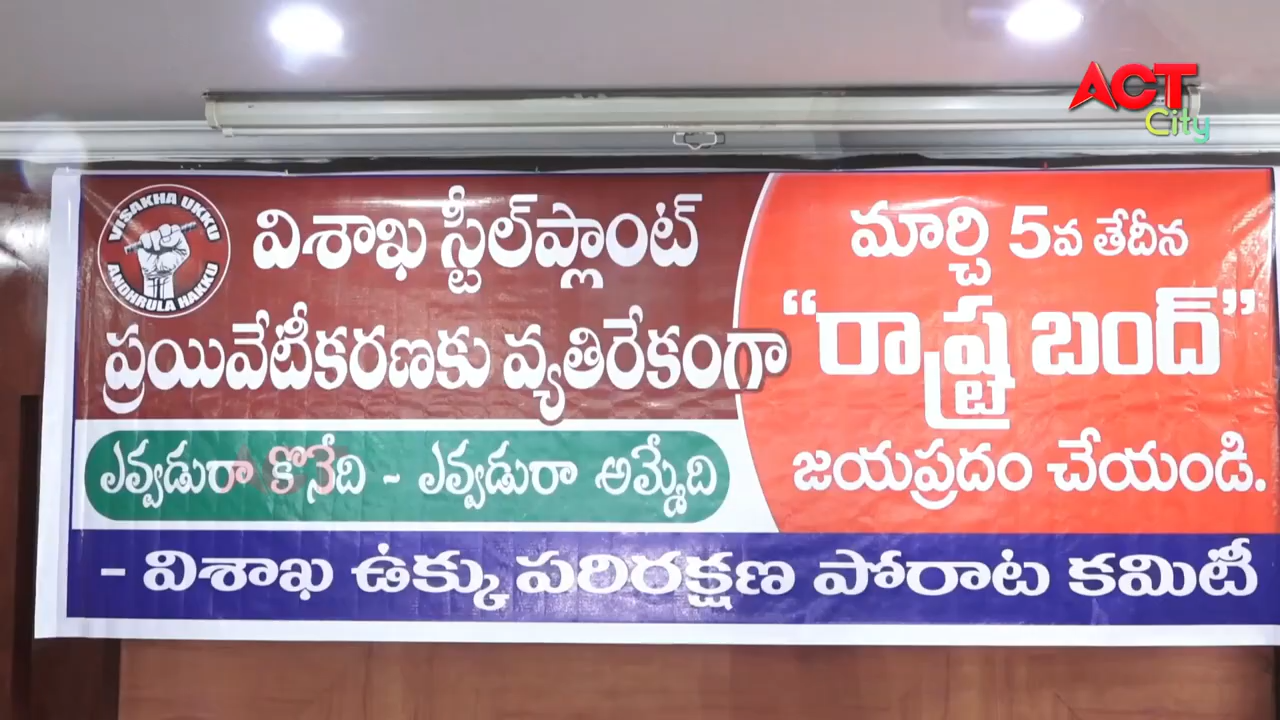 ACT
City
VISAKHA UKKU
ANDHRULA HAKKU
విశాఖ స్టీల్‌ప్లాంట్
ప్రయివేటీకరణకు వ్యతిరేకంగా
ఎవ్వడురా కొనేది - ఎవ్వడురా అమ్మేది
మార్చి 5వ తేదీన
“రాష్ట్ర బంద్”
జయప్రదం చేయండి.
- విశాఖ ఉక్కు పరిరక్షణ పోరాట కమిటీ